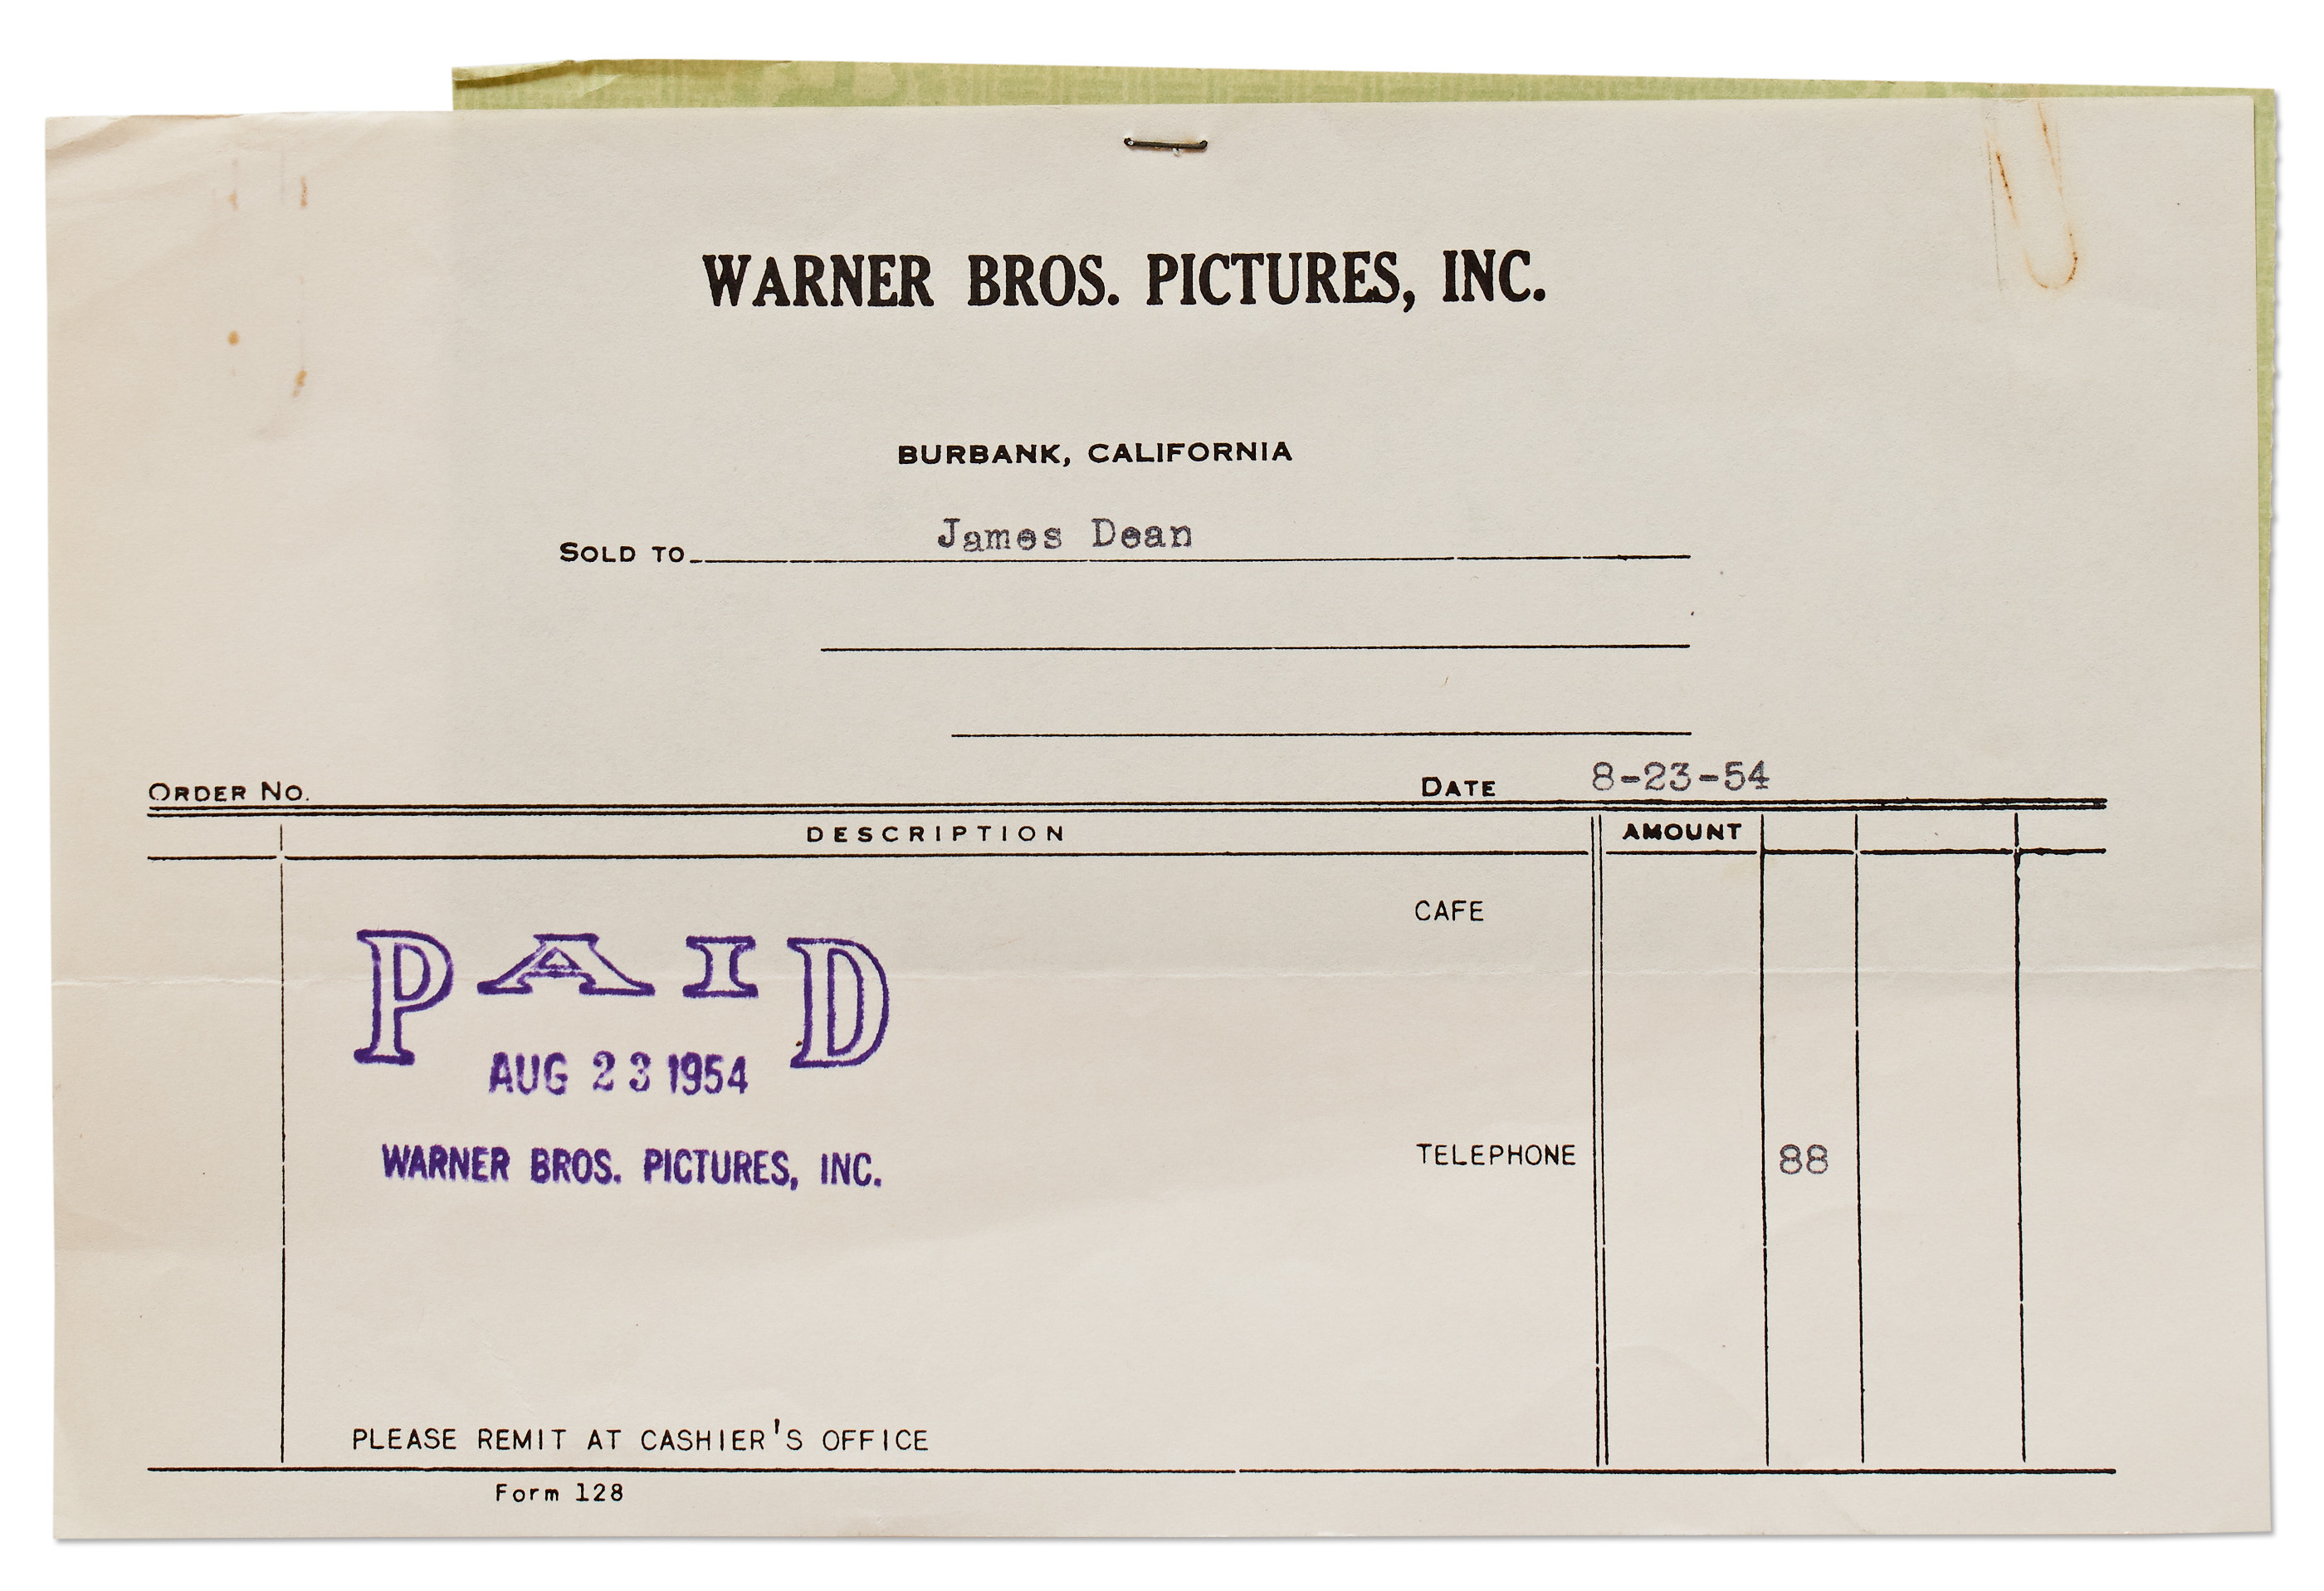 WARNER BROS. PICTURES, INC.
BURBANK, CALIFORNIA
SOLD TO James Dean
ORDER NO. DATE 8-23-54
DESCRIPTION AMOUNT
CAFE
PAID
AUG 23 1954
WARNER BROS. PICTURES, INC.
TELEPHONE 88
PLEASE REMIT AT CASHIER'S OFFICE
Form 128